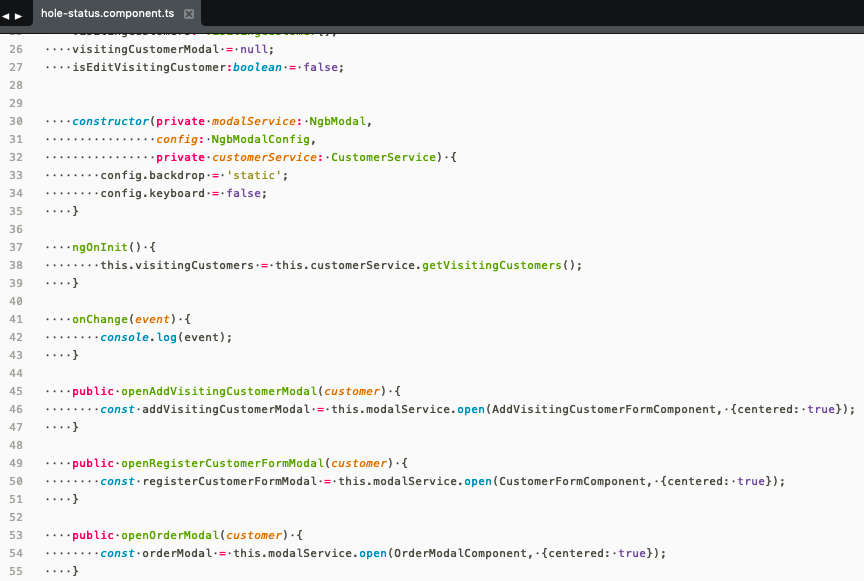 hole-status.component.ts
26 ····visitingCustomerModal·=·null;
27 ····isEditVisitingCustomer:boolean·=·false;
28
29
30 ····constructor(private·modalService:·NgbModal,
31 ················config:·NgbModalConfig,
32 ················private·customerService:·CustomerService)·{
33 ········config.backdrop·=·'static';
34 ········config.keyboard·=·false;
35 ····}
36
37 ····ngOnInit()·{
38 ········this.visitingCustomers·=·this.customerService.getVisitingCustomers();
39 ····}
40
41 ····onChange(event)·{
42 ········console.log(event);
43 ····}
44
45 ····public·openAddVisitingCustomerModal(customer)·{
46 ········const·addVisitingCustomerModal·=·this.modalService.open(AddVisitingCustomerFormComponent,·{centered:·true});
47 ····}
48
49 ····public·openRegisterCustomerFormModal(customer)·{
50 ········const·registerCustomerFormModal·=·this.modalService.open(CustomerFormComponent,·{centered:·true});
51 ····}
52
53 ····public·openOrderModal(customer)·{
54 ········const·orderModal·=·this.modalService.open(OrderModalComponent,·{centered:·true});
55 ····}